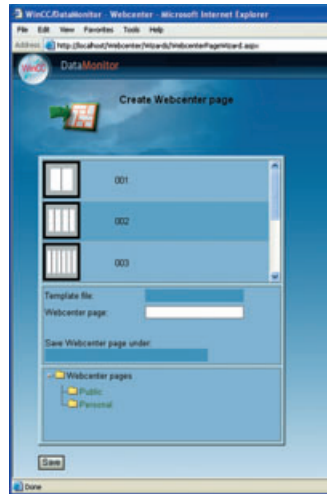 WinCC/DataMonitor - Webcenter - Microsoft Internet Explorer
File Edit View Favorites Tools Help
Address http://localhost/Webcenter/Wizards/WebcenterPageWizard.aspx
WinCC DataMonitor
Create Webcenter page
001
002
003
Template file:
Webcenter page:
Save Webcenter page under:
Webcenter pages
Public
Personal
Save
Done